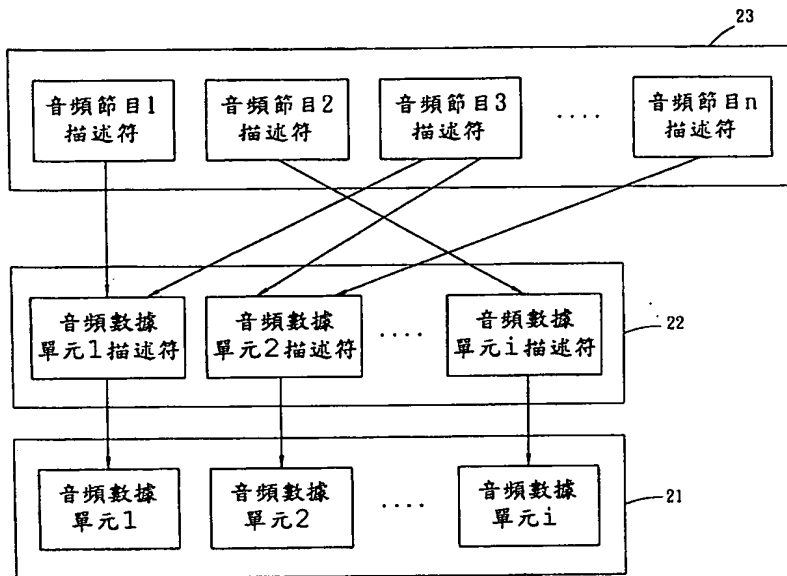 23
音頻節目1
描述符
音頻節目2
描述符
音頻節目3
描述符
....
音頻節目n
描述符
音頻數據
單元1描述符
音頻數據
單元2描述符
....
音頻數據
單元i描述符
22
音頻數據
單元1
音頻數據
單元2
....
音頻數據
單元i
21